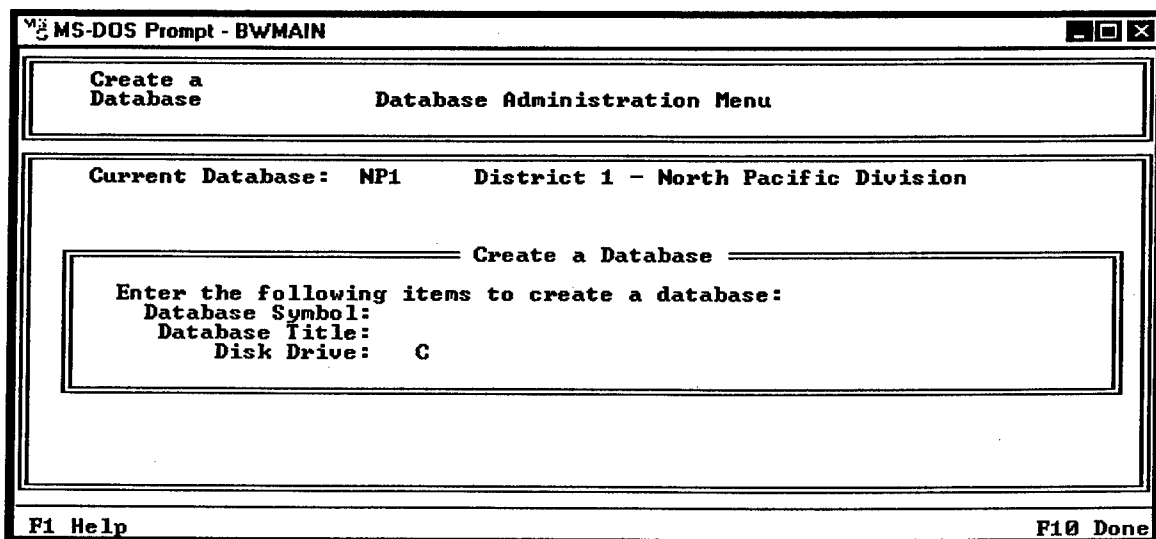 MS-DOS Prompt - BWMAIN
Create a
Database Database Administration Menu
Current Database: NP1 District 1 - North Pacific Division
Create a Database
Enter the following items to create a database:
Database Symbol:
Database Title:
Disk Drive: C
F1 Help F10 Done